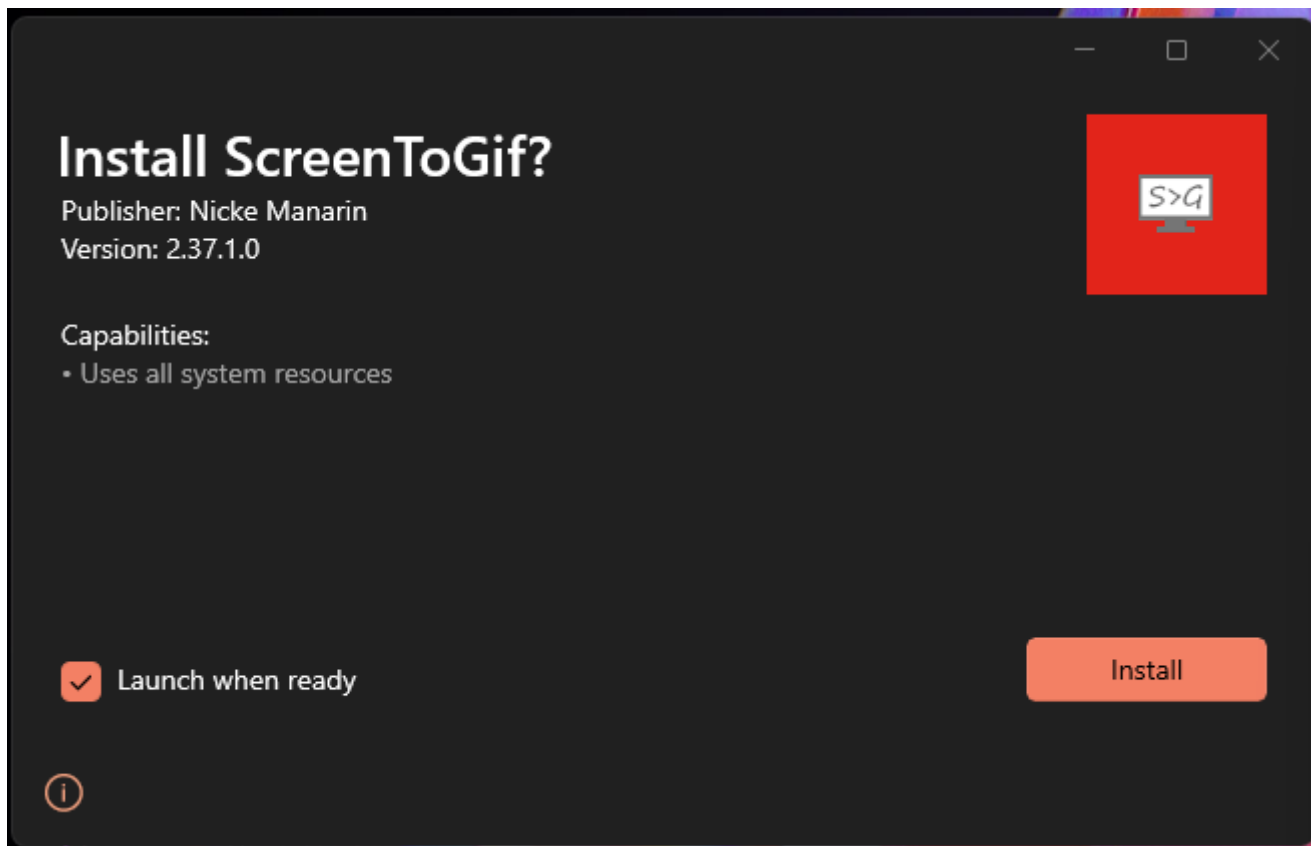 Install ScreenToGif?
Publisher: Nicke Manarin
Version: 2.37.1.0
S>G
Capabilities:
• Uses all system resources
Launch when ready
Install